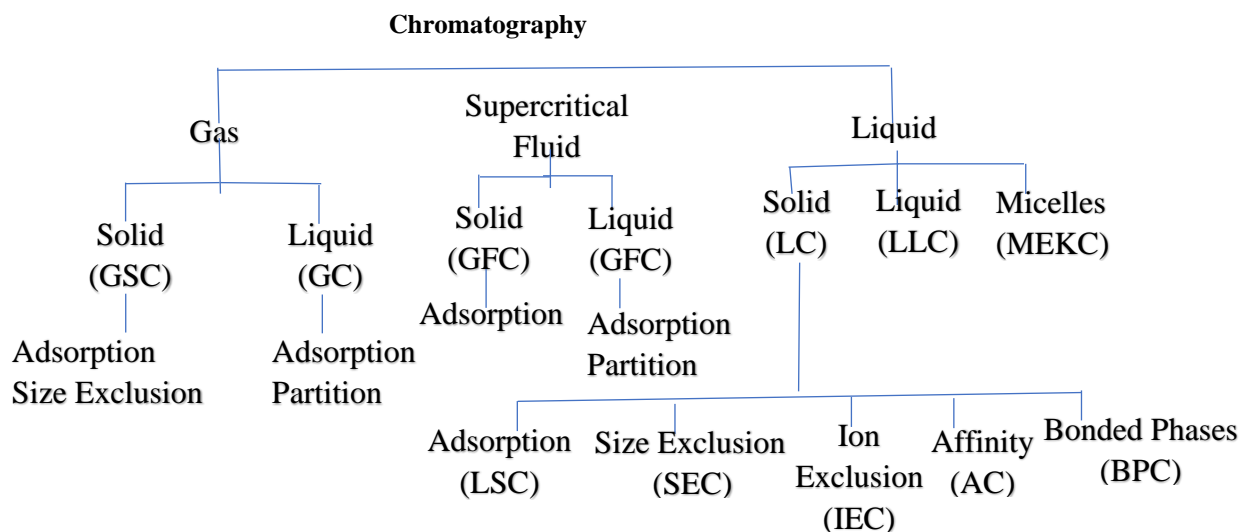 Chromatography
Gas
Supercritical
Fluid
Liquid
Solid
(GSC)
Liquid
(GC)
Solid
(GFC)
Liquid
(GFC)
Solid
(LC)
Liquid
(LLC)
Micelles
(MEKC)
Adsorption
Size Exclusion
Adsorption
Partition
Adsorption
Adsorption
Partition
Adsorption
(LSC)
Size Exclusion
(SEC)
Ion
Exclusion
(IEC)
Affinity
(AC)
Bonded Phases
(BPC)